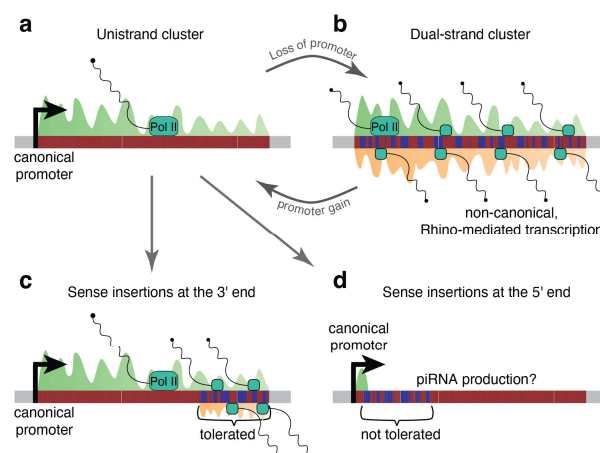 a
Unistrand cluster
Pol II
canonical
promoter
Loss of promoter
promoter gain
b
Dual-strand cluster
Pol II
non-canonical,
Rhino-mediated transcription
c
Sense insertions at the 3' end
Pol II
canonical
promoter
tolerated
d
Sense insertions at the 5' end
canonical
promoter
piRNA production?
not tolerated